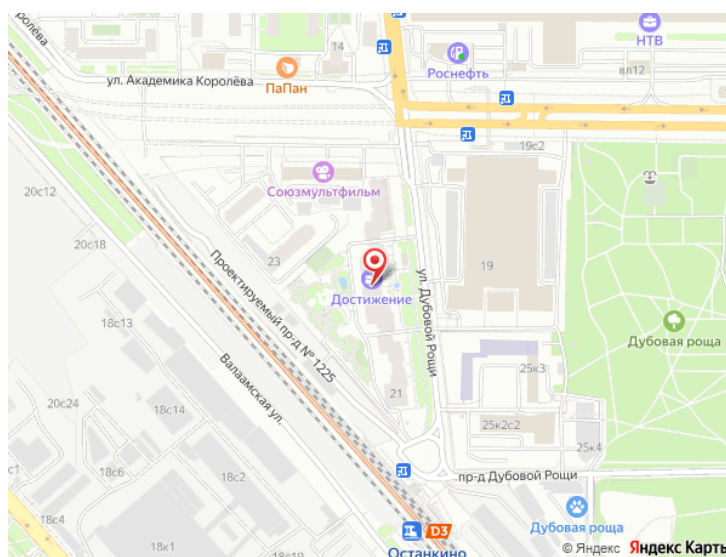 14
ул. Академика Королёва
ПаПан
Роснефть
НТВ
вл12
19с2
Союзмультфильм
20с12
20с18
23
19
Достижение
Проектируемый пр-д № 1225
ул. Дубовой Рощи
Дубовая роща
18с13
Валаамская ул.
20с24
18с14
21
25к3
25к2с2
25к4
18с6
18с2
пр-д Дубовой Рощи
18с4
18к1
18с3
D3
Останкино
Дубовая роща
© Яндекс Яндекс Карты